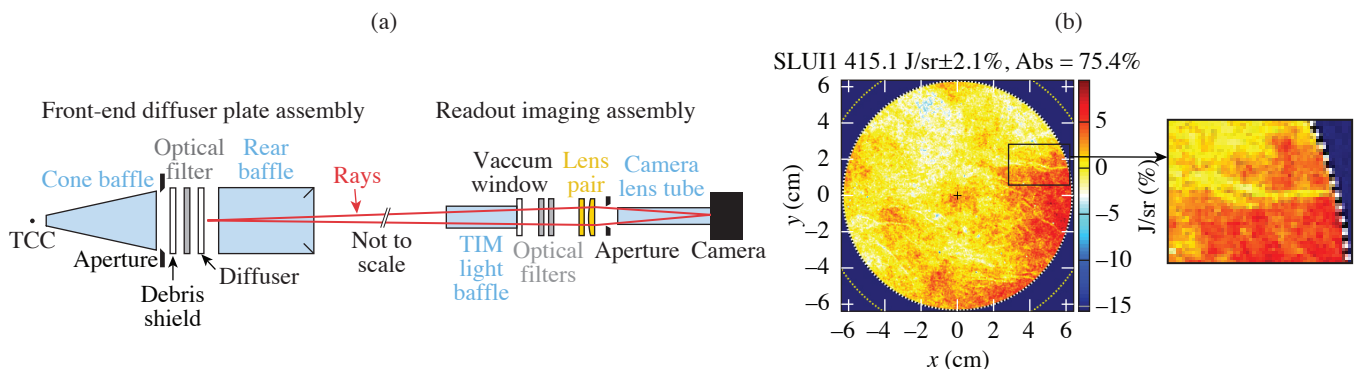 (a)
Front-end diffuser plate assembly
Readout imaging assembly
Optical
filter
Rear
baffle
Cone baffle
Rays
Vaccum
window
Lens
pair
Camera
lens tube
TCC
Aperture
Diffuser
Debris
shield
Not to
scale
TIM
light
baffle
Optical
filters
Aperture
Camera
(b)
SLUI1 415.1 J/sr±2.1%, Abs = 75.4%
6
4
2
0
–2
–4
–6
y (cm)
–6 –4 –2 0 2 4 6
x (cm)
5
0
–5
–10
–15
J/sr (%)